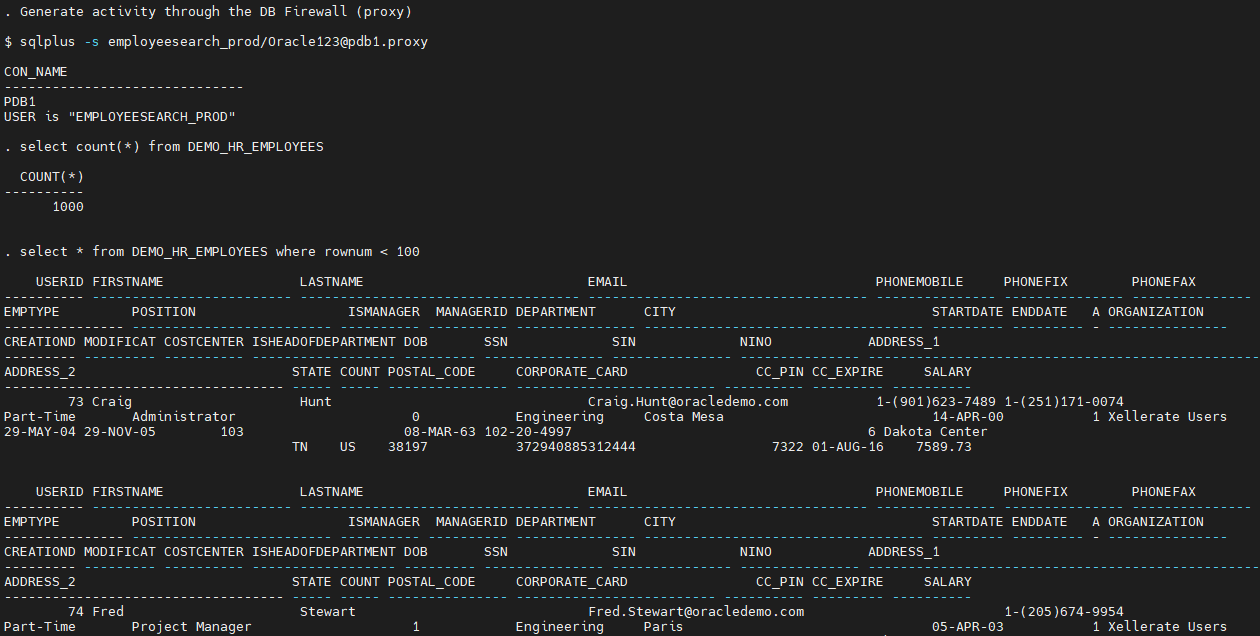 . Generate activity through the DB Firewall (proxy)
$ sqlplus -s employeesearch_prod/Oracle123@pdb1.proxy
CON_NAME
------------------------------
PDB1
USER is "EMPLOYEESEARCH_PROD"
. select count(*) from DEMO_HR_EMPLOYEES
COUNT(*)
----------
1000
. select * from DEMO_HR_EMPLOYEES where rownum < 100
USERID FIRSTNAME LASTNAME EMAIL PHONEMOBILE PHONEFIX PHONEFAX
EMPTYPE POSITION ISMANAGER MANAGERID DEPARTMENT CITY STARTDATE ENDDATE A ORGANIZATION
CREATIOND MODIFICAT COSTCENTER ISHEADOFDEPARTMENT DOB SSN SIN NINO ADDRESS_1
ADDRESS_2 STATE COUNT POSTAL_CODE CORPORATE_CARD CC_PIN CC_EXPIRE SALARY
73 Craig Hunt Craig.Hunt@oracledemo.com 1-(901)623-7489 1-(251)171-0074
Part-Time Administrator 0 Engineering Costa Mesa 14-APR-00 1 Xellerate Users
29-MAY-04 29-NOV-05 103 08-MAR-63 102-20-4997 6 Dakota Center
TN US 38197 372940885312444 7322 01-AUG-16 7589.73
USERID FIRSTNAME LASTNAME EMAIL PHONEMOBILE PHONEFIX PHONEFAX
EMPTYPE POSITION ISMANAGER MANAGERID DEPARTMENT CITY STARTDATE ENDDATE A ORGANIZATION
CREATIOND MODIFICAT COSTCENTER ISHEADOFDEPARTMENT DOB SSN SIN NINO ADDRESS_1
ADDRESS_2 STATE COUNT POSTAL_CODE CORPORATE_CARD CC_PIN CC_EXPIRE SALARY
74 Fred Stewart Fred.Stewart@oracledemo.com 1-(205)674-9954
Part-Time Project Manager 1 Engineering Paris 05-APR-03 1 Xellerate Users